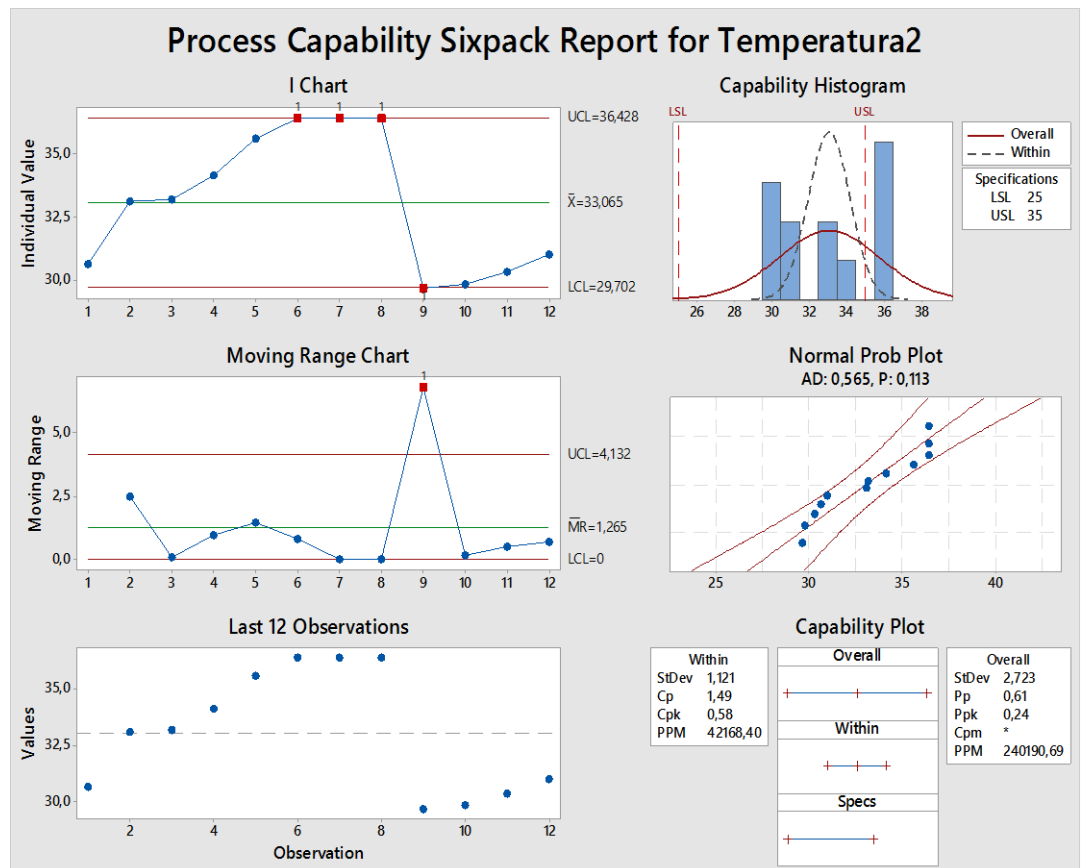 Process Capability Sixpack Report for Temperatura2
I Chart
Individual Value
35,0
32,5
30,0
1 1 1
1
UCL=36,428
X̄=33,065
LCL=29,702
1 2 3 4 5 6 7 8 9 10 11 12
Capability Histogram
LSL USL
26 28 30 32 34 36 38
Overall
Within
Specifications
LSL 25
USL 35
Moving Range Chart
Moving Range
5,0
2,5
0,0
1
UCL=4,132
M̄R̄=1,265
LCL=0
1 2 3 4 5 6 7 8 9 10 11 12
Normal Prob Plot
AD: 0,565, P: 0,113
25 30 35 40
Last 12 Observations
Values
35,0
32,5
30,0
2 4 6 8 10 12
Observation
Capability Plot
Within
StDev 1,121
Cp 1,49
Cpk 0,58
PPM 42168,40
Overall
Within
Specs
Overall
StDev 2,723
Pp 0,61
Ppk 0,24
Cpm *
PPM 240190,69